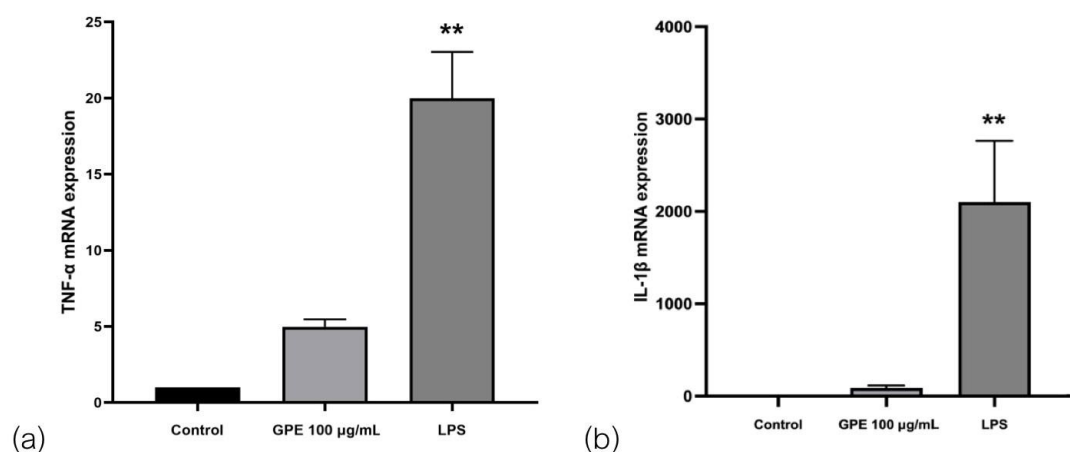 TNF-α mRNA expression
25
20
15
10
5
0
**
Control
GPE 100 μg/mL
LPS
(a)
IL-1β mRNA expression
4000
3000
2000
1000
0
**
Control
GPE 100 μg/mL
LPS
(b)